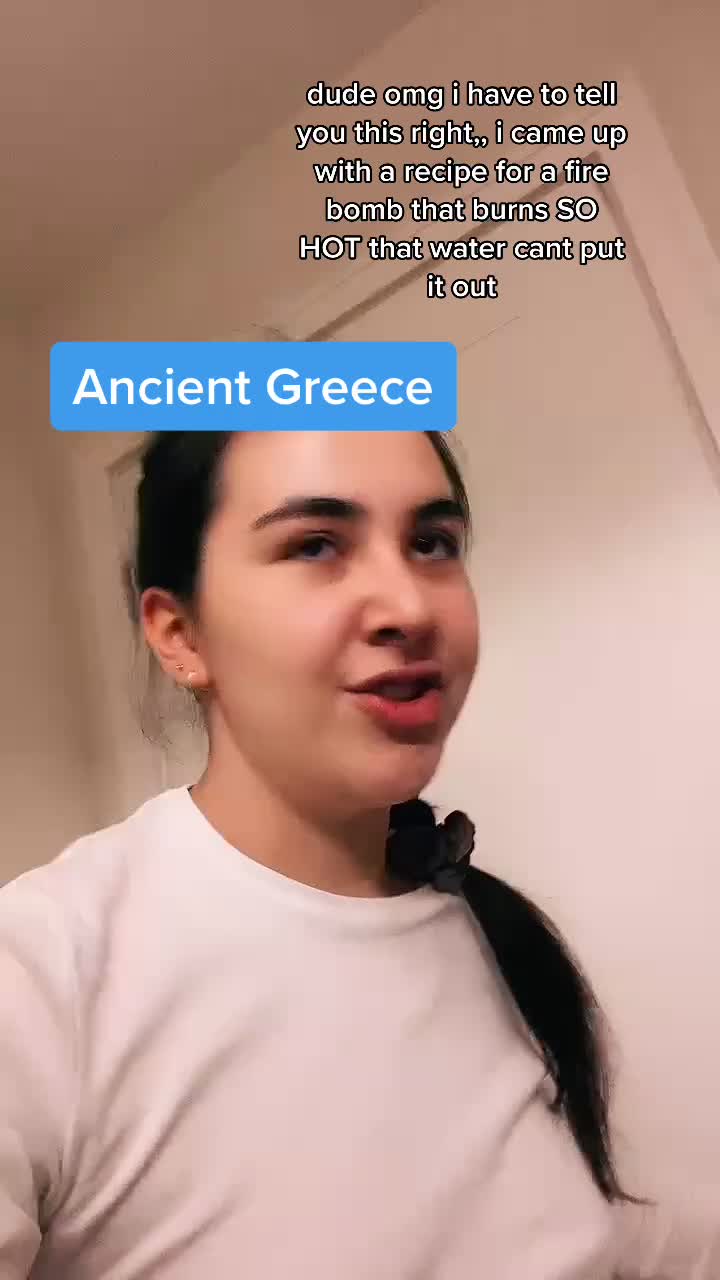 dude omg i have to tell
you this right,, i came up
with a recipe for a fire
bomb that burns SO
HOT that water cant put
it out
Ancient Greece